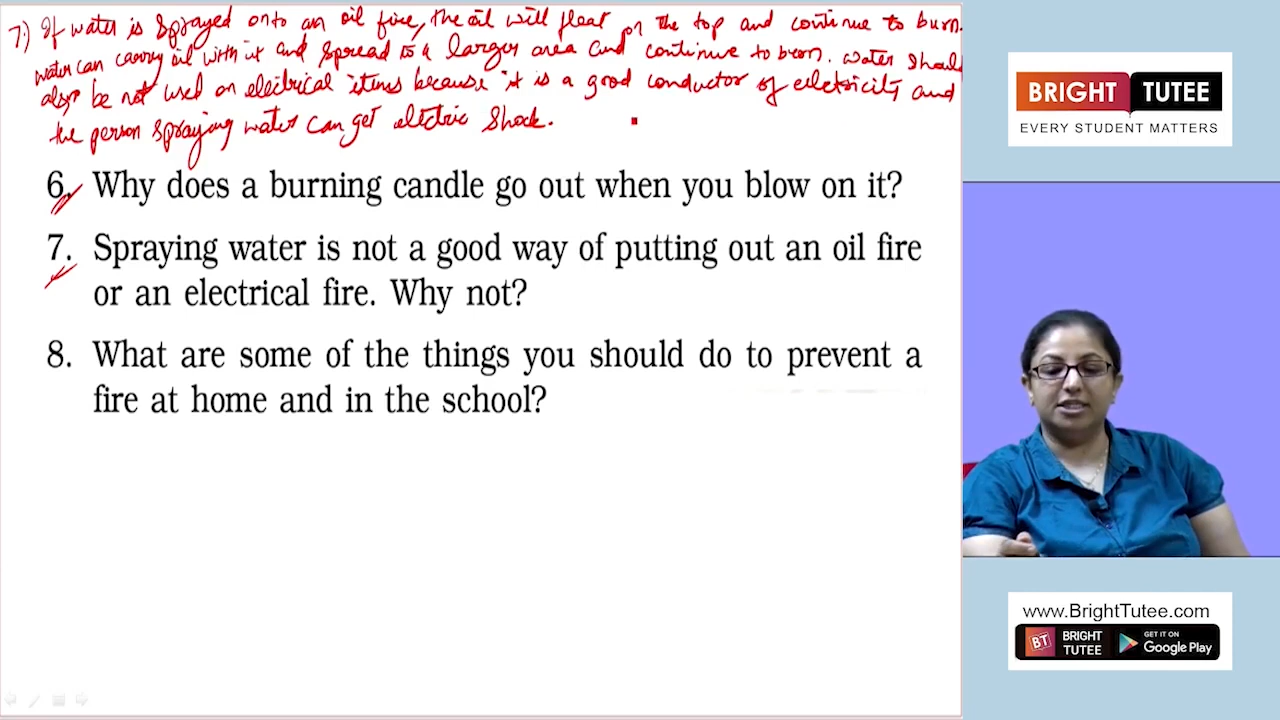 7.) If water is sprayed onto an oil fire, the oil will float on the top and continue to burn.
water can carry oil with it and spread to a larger area and continue to burn. water should
also be not used on electrical items because it is a good conductor of electricity and
the person spraying water can get electric shock.
6. Why does a burning candle go out when you blow on it?
7. Spraying water is not a good way of putting out an oil fire
or an electrical fire. Why not?
8. What are some of the things you should do to prevent a
fire at home and in the school?
BRIGHT TUTEE
EVERY STUDENT MATTERS
www.BrightTutee.com
BT BRIGHT TUTEE
GET IT ON
Google Play